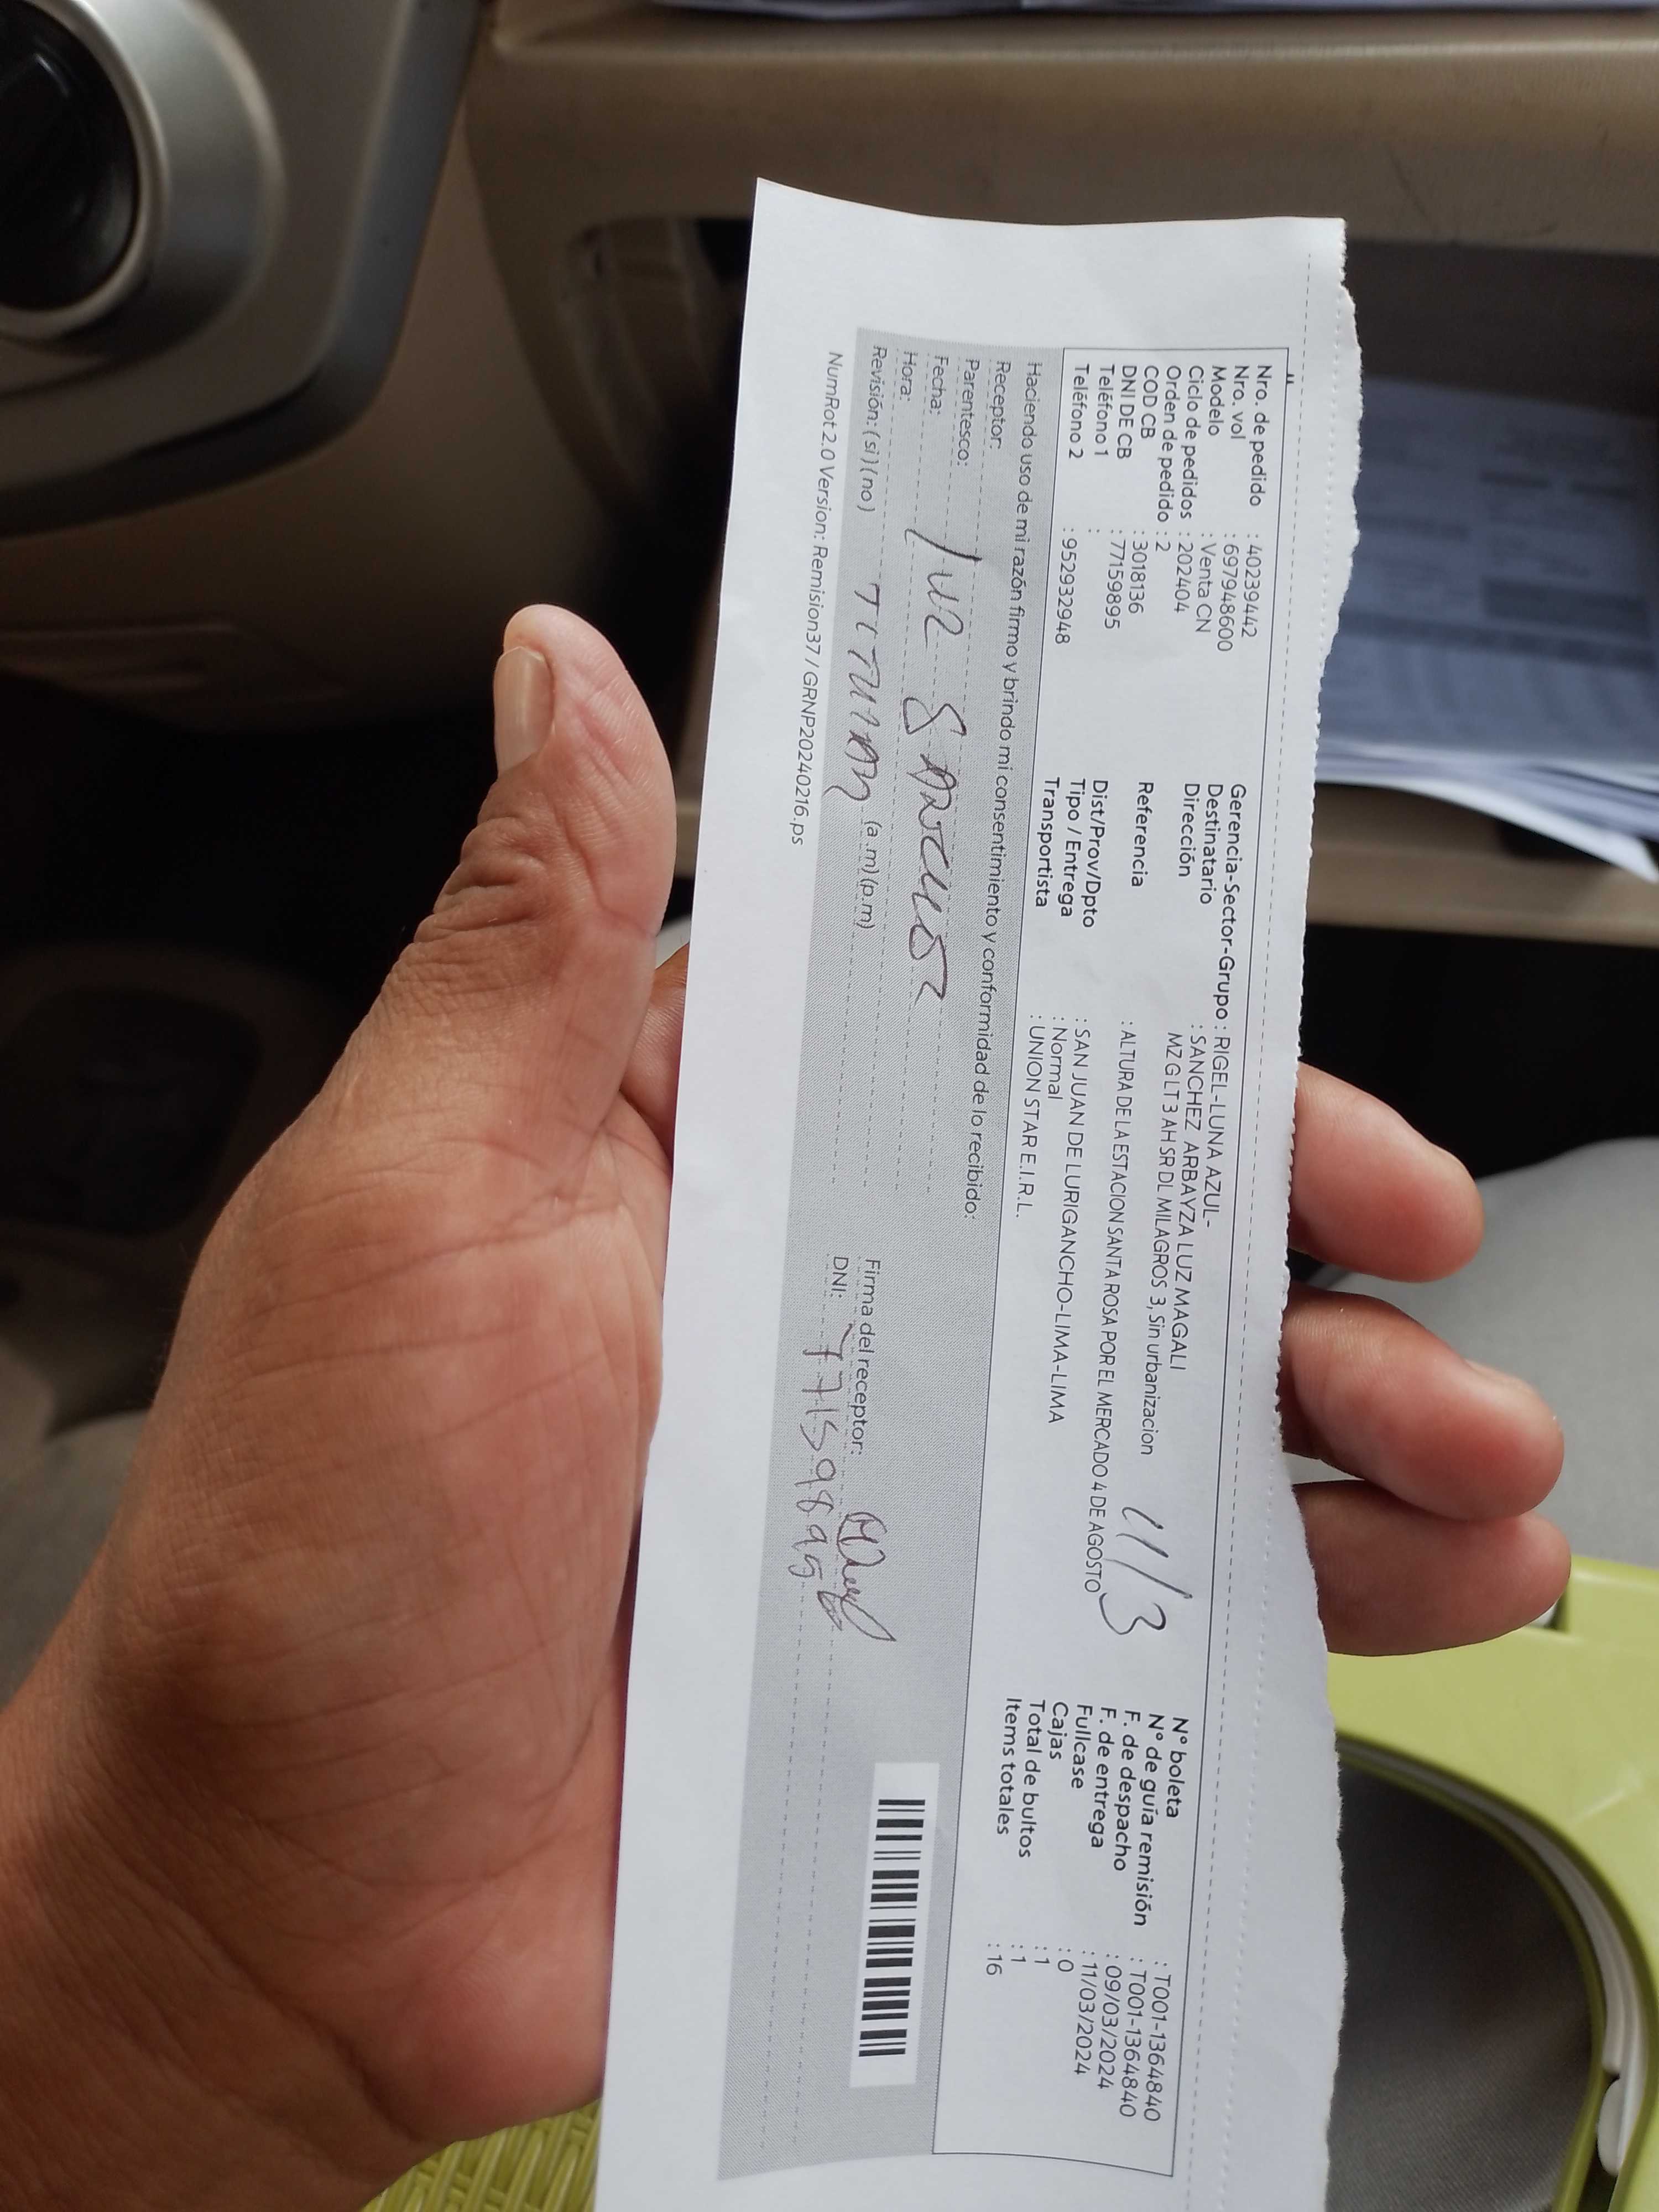 Nro. de pedido : 40239442
Nro. vol : 697948600
Modelo : Venta CN
Ciclo de pedidos : 202404
Orden de pedido : 2
COD CB : 3018136
DNI DE CB : 77159895
Teléfono 1 :
Teléfono 2 : 952932948
Gerencia-Sector-Grupo : RIGEL-LUNA AZUL-
Destinatario : SANCHEZ ARBAYZA LUZ MAGALI
Dirección MZ G LT 3 AH SR DL MILAGROS 3, Sin urbanizacion
Referencia : ALTURA DE LA ESTACION SANTA ROSA POR EL MERCADO 4 DE AGOSTO
Dist/Prov/Dpto : SAN JUAN DE LURIGANCHO-LIMA-LIMA
Tipo / Entrega : Normal
Transportista : UNION STAR E.I.R.L.
11/3
N° boleta : T001-1364840
N° de guía remisión : T001-1364840
F. de despacho : 09/03/2024
F. de entrega : 11/03/2024
Fullcase : 0
Cajas : 1
Total de bultos : 1
Items totales : 16
Haciendo uso de mi razón firmo y brindo mi consentimiento y conformidad de lo recibido:
Receptor:
Parentesco:
Fecha: luz
Hora:
Revisión: (si) (no) (a.m) (p.m)
Firma del receptor:
DNI: 77159895
NumRot 2.0 Version: Remision37 / GRNP20240216.ps